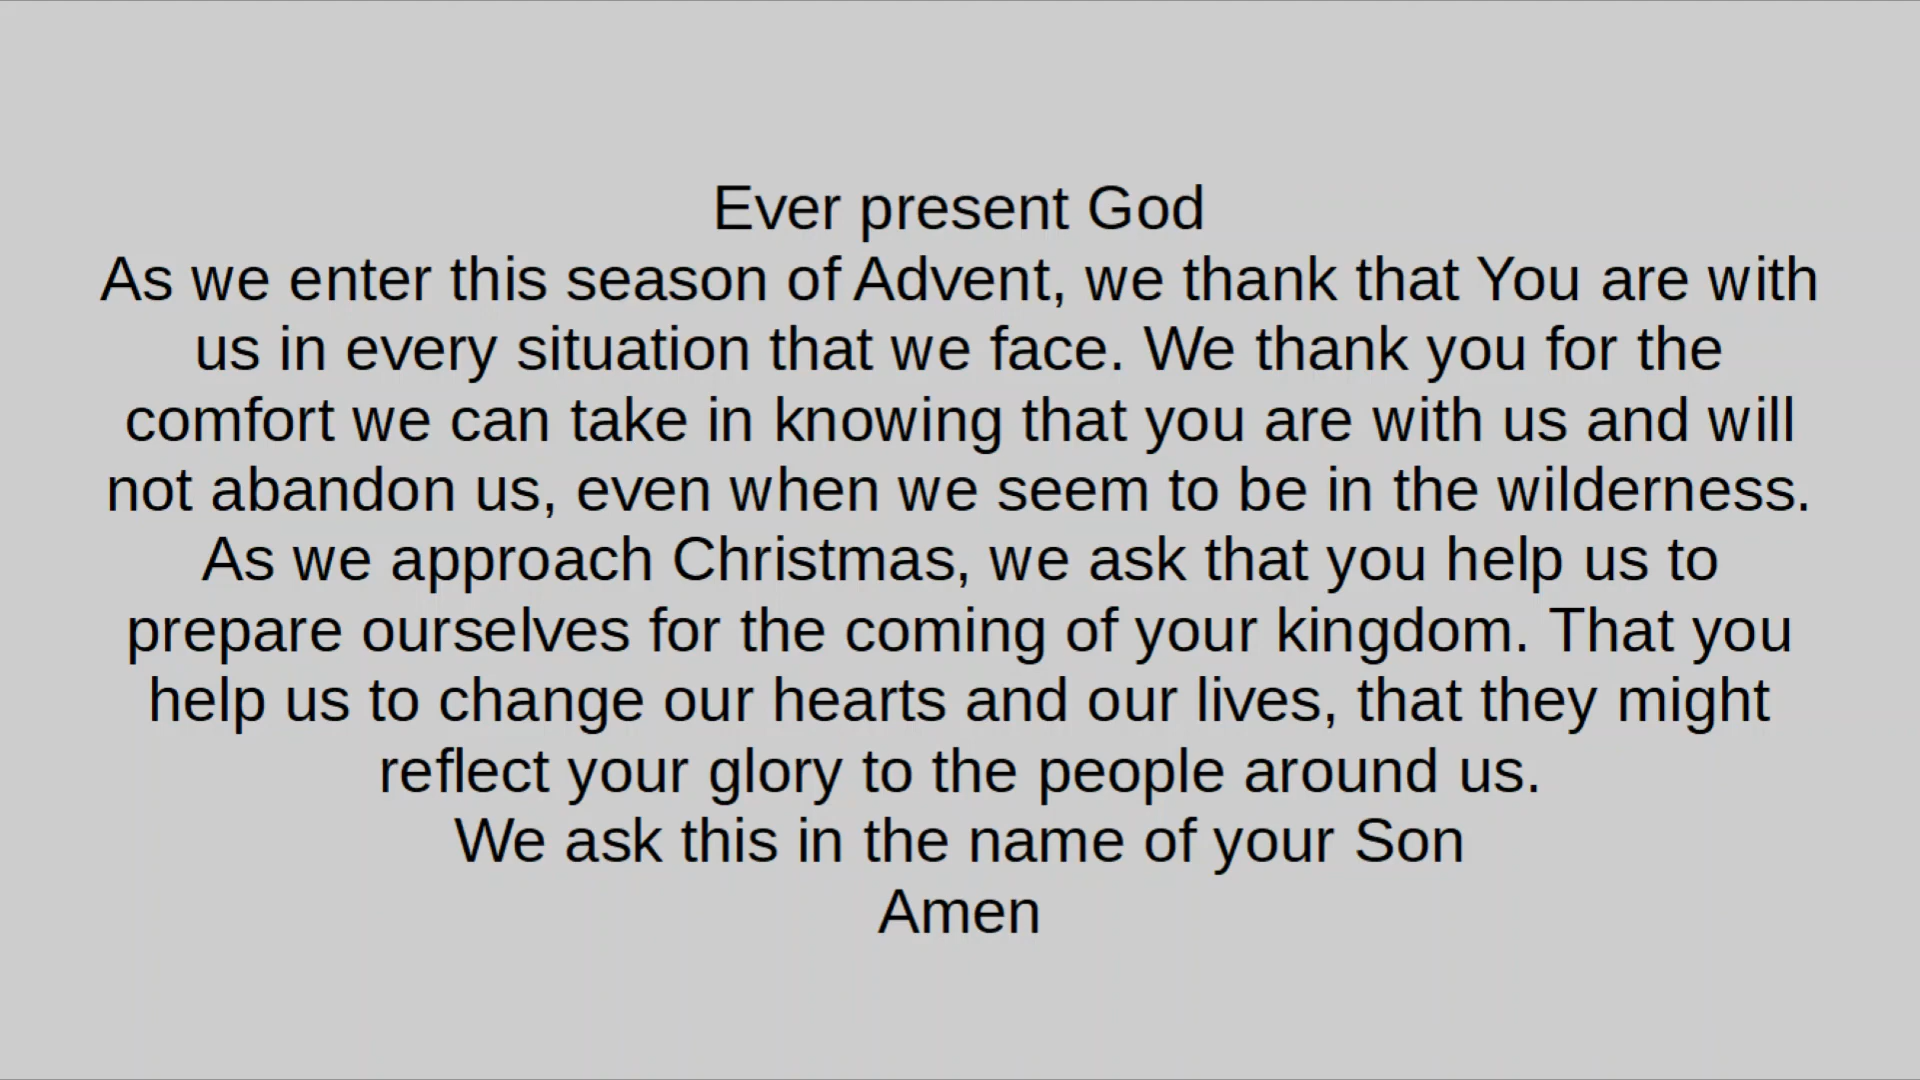 Ever present God
As we enter this season of Advent, we thank that You are with
us in every situation that we face. We thank you for the
comfort we can take in knowing that you are with us and will
not abandon us, even when we seem to be in the wilderness.
As we approach Christmas, we ask that you help us to
prepare ourselves for the coming of your kingdom. That you
help us to change our hearts and our lives, that they might
reflect your glory to the people around us.
We ask this in the name of your Son
Amen